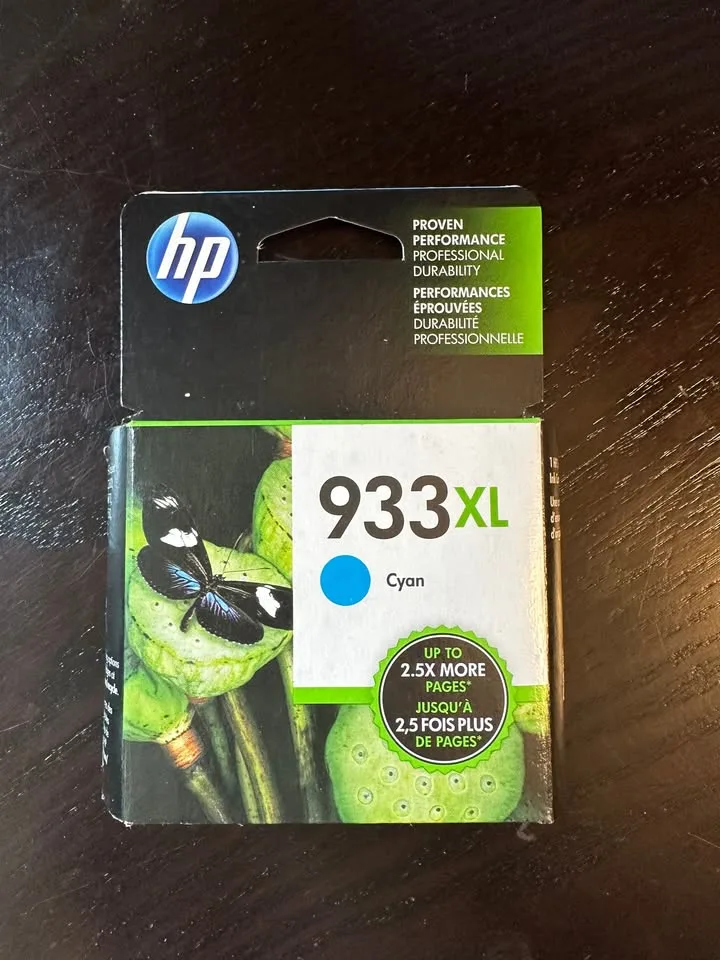 hp
PROVEN
PERFORMANCE
PROFESSIONAL
DURABILITY
PERFORMANCES
ÉPROUVÉES
DURABILITÉ
PROFESSIONNELLE
933XL
Cyan
UP TO
2.5X MORE
PAGES*
JUSQU'À
2,5 FOIS PLUS
DE PAGES*